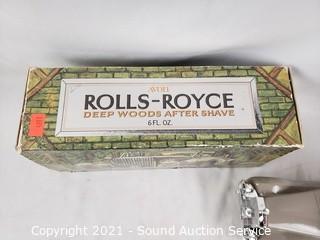 AVON
ROLLS-ROYCE
DEEP WOODS AFTER SHAVE
6 FL. OZ.
Copyright 2021 - Sound Auction Service